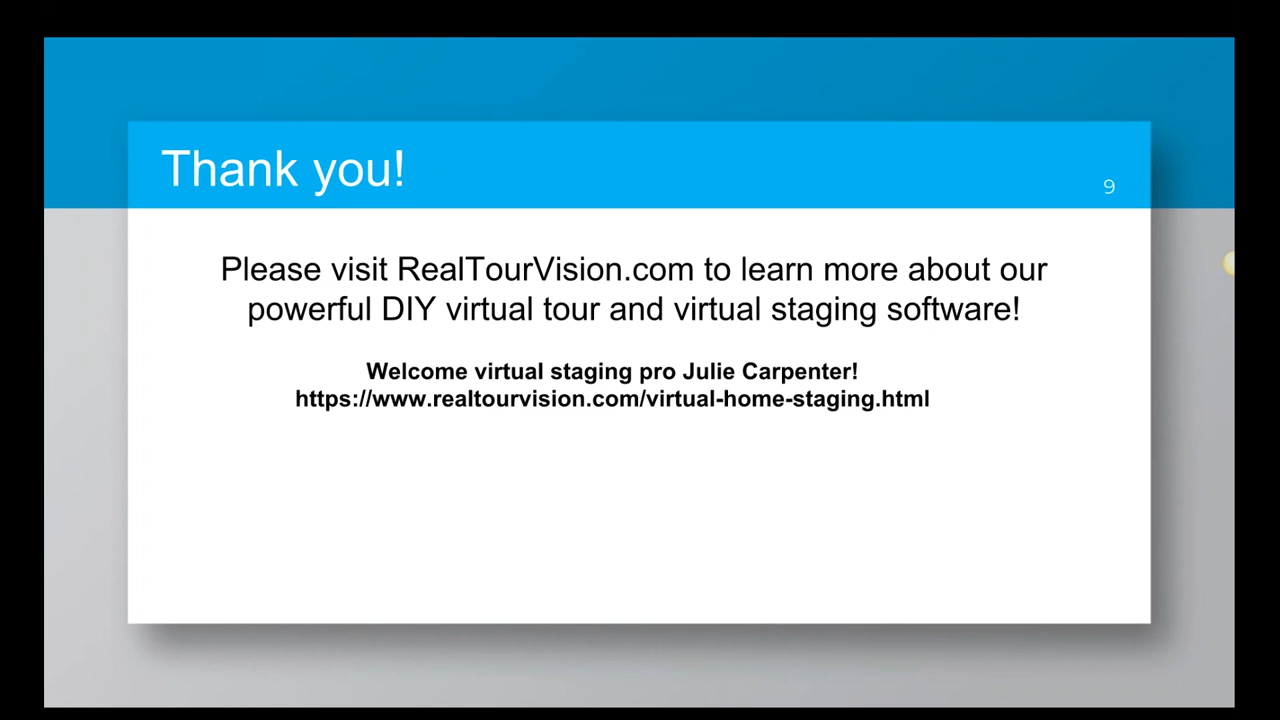 Thank you!
9
Please visit RealTourVision.com to learn more about our
powerful DIY virtual tour and virtual staging software!
Welcome virtual staging pro Julie Carpenter!
https://www.realtourvision.com/virtual-home-staging.html